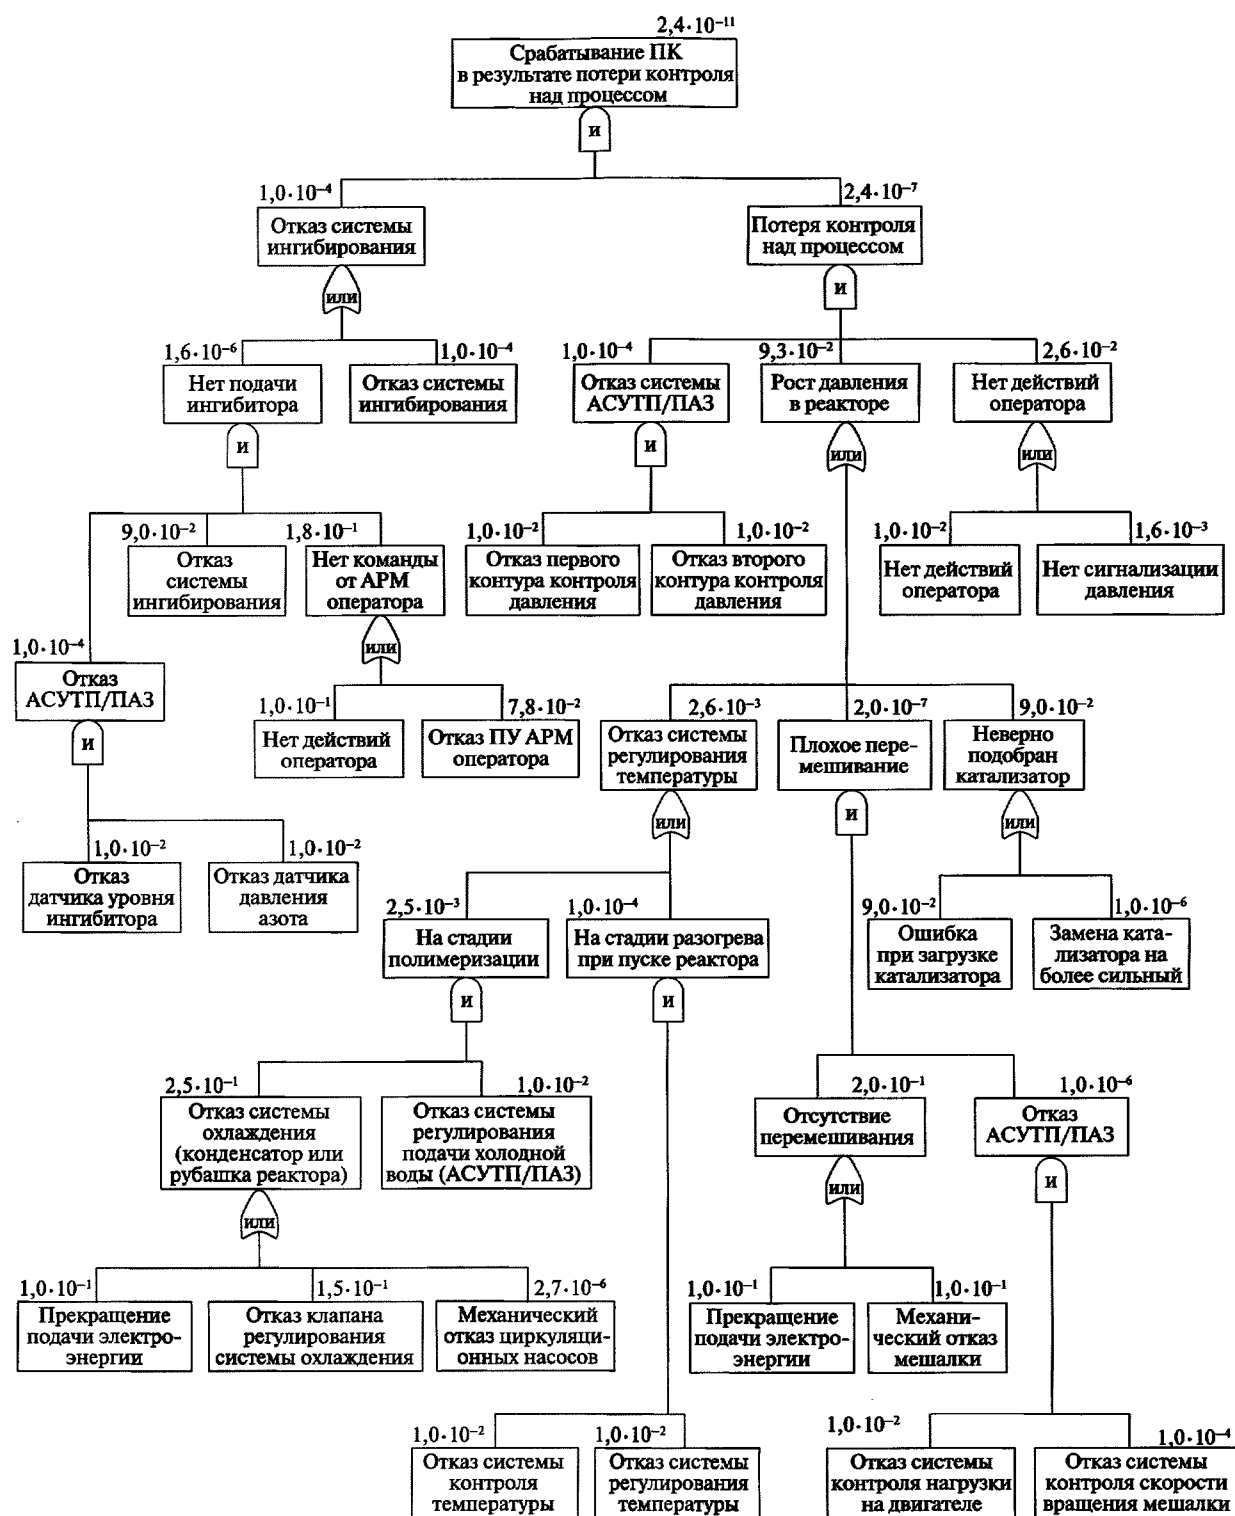 2,4·10⁻¹¹
Срабатывание ПК
в результате потери контроля
над процессом
и
1,0·10⁻⁴
Отказ системы
ингибирования
или
2,4·10⁻⁷
Потеря контроля
над процессом
и
1,6·10⁻⁶
Нет подачи
ингибитора
и
1,0·10⁻⁴
Отказ системы
ингибирования
1,0·10⁻⁴
Отказ системы
АСУТП/ПАЗ
и
9,3·10⁻²
Рост давления
в реакторе
или
2,6·10⁻²
Нет действий
оператора
или
9,0·10⁻²
Отказ
системы
ингибирования
1,8·10⁻¹
Нет команды
от АРМ
оператора
или
1,0·10⁻²
Отказ первого
контура контроля
давления
1,0·10⁻²
Отказ второго
контура контроля
давления
1,0·10⁻²
Нет действий
оператора
1,6·10⁻³
Нет сигнализации
давления
1,0·10⁻⁴
Отказ
АСУТП/ПАЗ
и
1,0·10⁻¹
Нет действий
оператора
7,8·10⁻²
Отказ ПУ АРМ
оператора
2,6·10⁻³
Отказ системы
регулирования
температуры
или
2,0·10⁻⁷
Плохое пере-
мешивание
и
9,0·10⁻²
Неверно
подобран
катализатор
или
1,0·10⁻²
Отказ
датчика уровня
ингибитора
1,0·10⁻²
Отказ датчика
давления
азота
2,5·10⁻³
На стадии
полимеризации
и
1,0·10⁻⁴
На стадии разогрева
при пуске реактора
и
9,0·10⁻²
Ошибка
при загрузке
катализатора
1,0·10⁻⁶
Замена ката-
лизатора на
более сильный
2,5·10⁻¹
Отказ системы
охлаждения
(конденсатор или
рубашка реактора)
или
1,0·10⁻²
Отказ системы
регулирования
подачи холодной
воды (АСУТП/ПАЗ)
2,0·10⁻¹
Отсутствие
перемешивания
или
1,0·10⁻⁶
Отказ
АСУТП/ПАЗ
и
1,0·10⁻¹
Прекращение
подачи электро-
энергии
1,5·10⁻¹
Отказ клапана
регулирования
системы охлаждения
2,7·10⁻⁶
Механический
отказ циркуляци-
онных насосов
1,0·10⁻¹
Прекращение
подачи электро-
энергии
1,0·10⁻¹
Механи-
ческий отказ
мешалки
1,0·10⁻²
Отказ системы
контроля
температуры
1,0·10⁻²
Отказ системы
регулирования
температуры
1,0·10⁻²
Отказ системы
контроля нагрузки
на двигателе
1,0·10⁻⁴
Отказ системы
контроля скорости
вращения мешалки